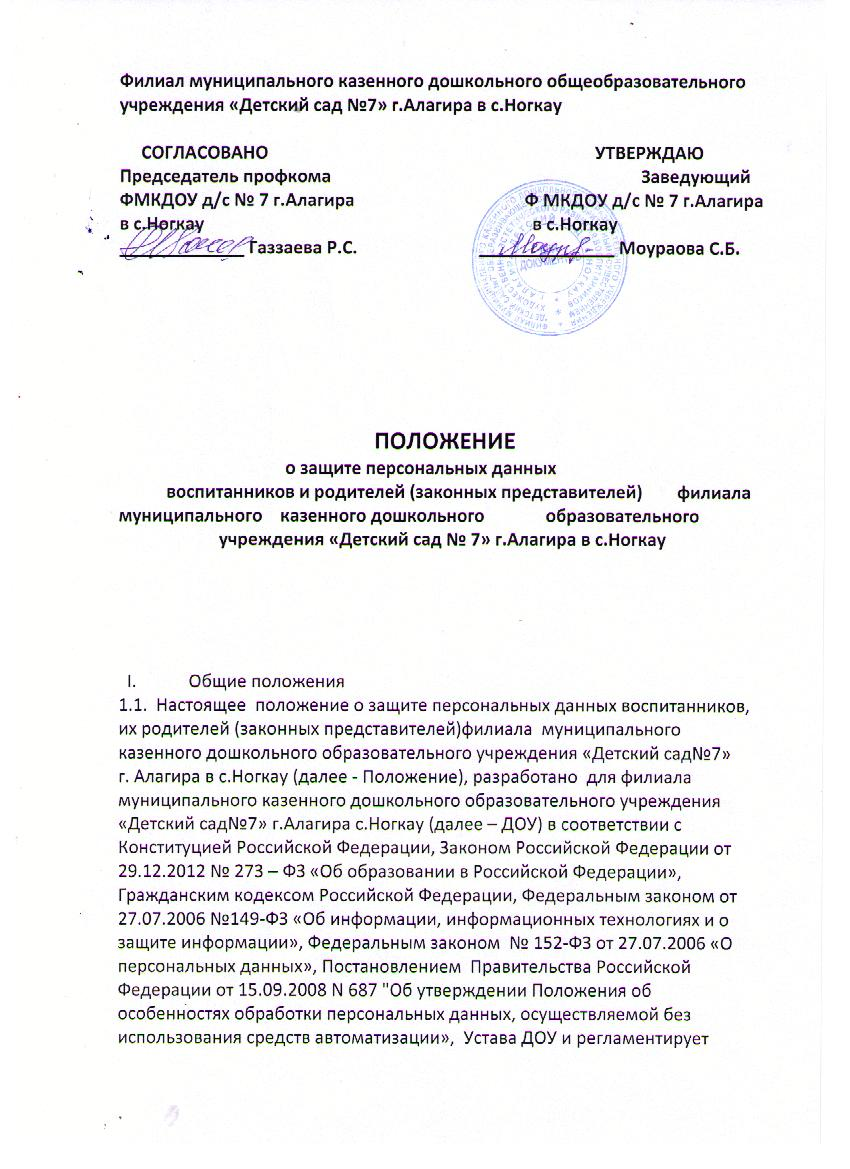 Филиал муниципального казенного дошкольного общеобразовательного
учреждения «Детский сад №7» г.Алагира в с.Ногкау
СОГЛАСОВАНО УТВЕРЖДАЮ
Председатель профкома Заведующий
ФМКДОУ д/с № 7 г.Алагира Ф МКДОУ д/с № 7 г.Алагира
в с.Ногкау в с.Ногкау
_____________ Таззаева Р.С. ______________ Моураова С.Б.
ПОЛОЖЕНИЕ
о защите персональных данных
воспитанников и родителей (законных представителей) филиала
муниципального казенного дошкольного образовательного
учреждения «Детский сад № 7» г.Алагира в с.Ногкау
I. Общие положения
1.1. Настоящее положение о защите персональных данных воспитанников,
их родителей (законных представителей)филиала муниципального
казенного дошкольного образовательного учреждения «Детский сад№7»
г. Алагира в с.Ногкау (далее - Положение), разработано для филиала
муниципального казенного дошкольного образовательного учреждения
«Детский сад№7» г.Алагира с.Ногкау (далее – ДОУ) в соответствии с
Конституцией Российской Федерации, Законом Российской Федерации от
29.12.2012 № 273 – ФЗ «Об образовании в Российской Федерации»,
Гражданским кодексом Российской Федерации, Федеральным законом от
27.07.2006 №149-ФЗ «Об информации, информационных технологиях и о
защите информации», Федеральным законом № 152-ФЗ от 27.07.2006 «О
персональных данных», Постановлением Правительства Российской
Федерации от 15.09.2008 N 687 "Об утверждении Положения об
особенностях обработки персональных данных, осуществляемой без
использования средств автоматизации», Устава ДОУ и регламентирует